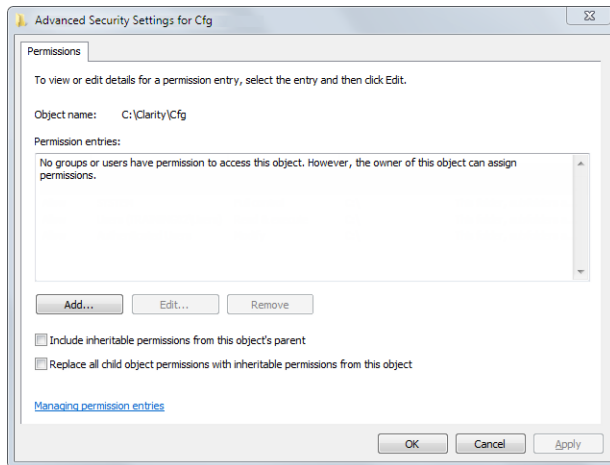 Advanced Security Settings for Cfg
Permissions
To view or edit details for a permission entry, select the entry and then click Edit.
Object name: C:\Clarity\Cfg
Permission entries:
No groups or users have permission to access this object. However, the owner of this object can assign
permissions.
Add... Edit... Remove
Include inheritable permissions from this object's parent
Replace all child object permissions with inheritable permissions from this object
Managing permission entries
OK Cancel Apply